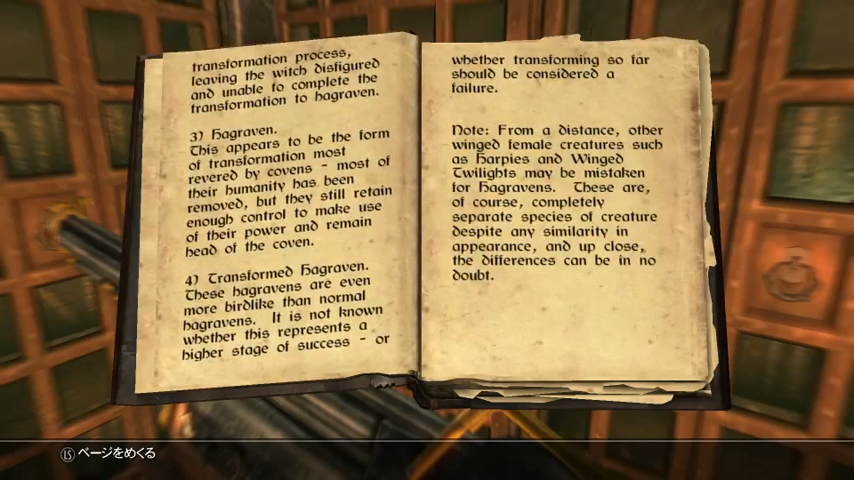 transformation process,
leaving the witch disfigured
and unable to complete the
transformation to hagraven.
3) Hagraven.
This appears to be the form
of transformation most
revered by covens - most of
their humanity has been
removed, but they still retain
enough control to make use
of their power and remain
head of the coven.
4) Transformed Hagraven.
These hagravens are even
more birdlike than normal
hagravens. It is not known
whether this represents a
higher stage of success - or
whether transforming so far
should be considered a
failure.
Note: From a distance, other
winged female creatures such
as Harpies and Winged
Twilights may be mistaken
for Hagravens. These are,
of course, completely
separate species of creature
despite any similarity in
appearance, and up close,
the differences can be in no
doubt.
LS ページをめくる